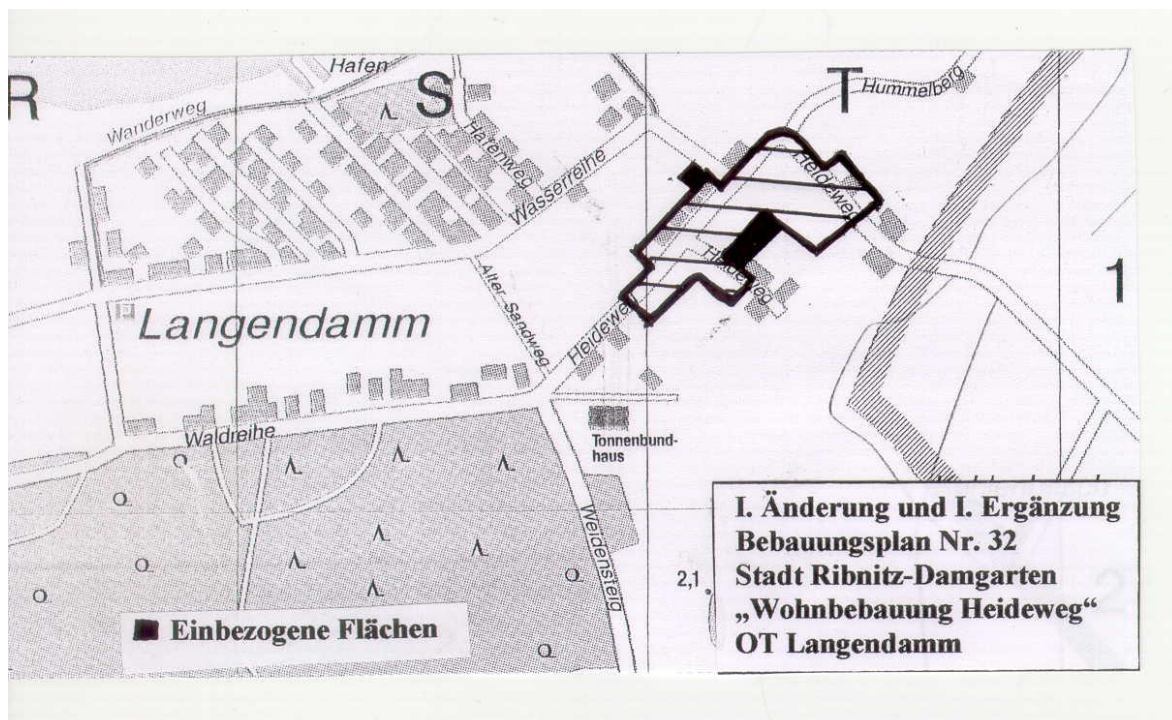 R
S
T
Hafen
Wanderweg
Hafenweg
Wasserreihe
Hummelberg
Heideweg
Heideweg
Heideweg
1
Langendamm
Alter Sandweg
Waldreihe
Tonnenbund-
haus
Weidensteig
2,1
I. Änderung und I. Ergänzung
Bebauungsplan Nr. 32
Stadt Ribnitz-Damgarten
„Wohnbebauung Heideweg“
OT Langendamm
Einbezogene Flächen